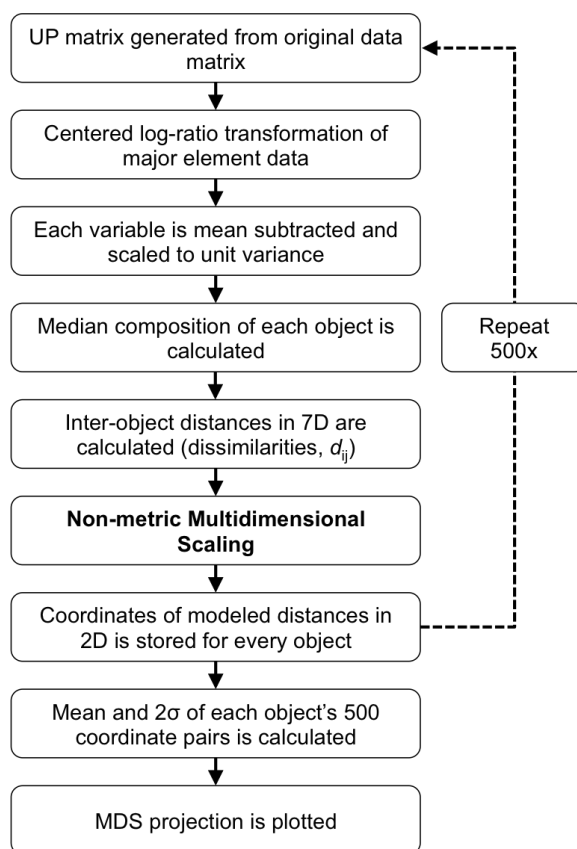 UP matrix generated from original data
matrix
Centered log-ratio transformation of
major element data
Each variable is mean subtracted and
scaled to unit variance
Median composition of each object is
calculated
Repeat
500x
Inter-object distances in 7D are
calculated (dissimilarities, dij)
Non-metric Multidimensional
Scaling
Coordinates of modeled distances in
2D is stored for every object
Mean and 2σ of each object's 500
coordinate pairs is calculated
MDS projection is plotted